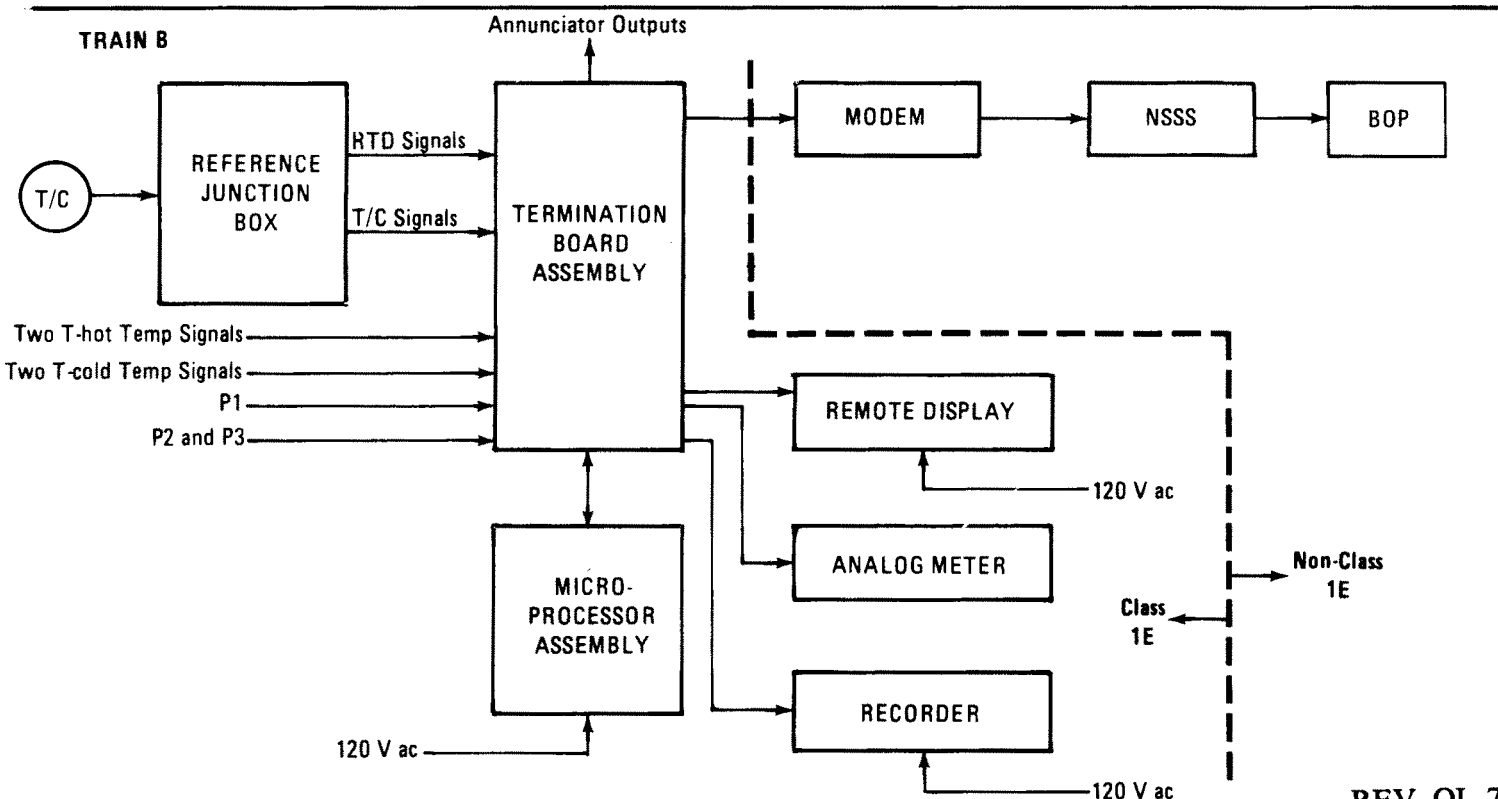 TRAIN B
Annunciator Outputs
T/C
REFERENCE
JUNCTION
BOX
RTD Signals
T/C Signals
TERMINATION
BOARD
ASSEMBLY
MODEM
NSSS
BOP
Two T-hot Temp Signals
Two T-cold Temp Signals
P1
P2 and P3
REMOTE DISPLAY
120 V ac
ANALOG METER
MICRO-
PROCESSOR
ASSEMBLY
Class
1E
Non-Class
1E
RECORDER
120 V ac
120 V ac